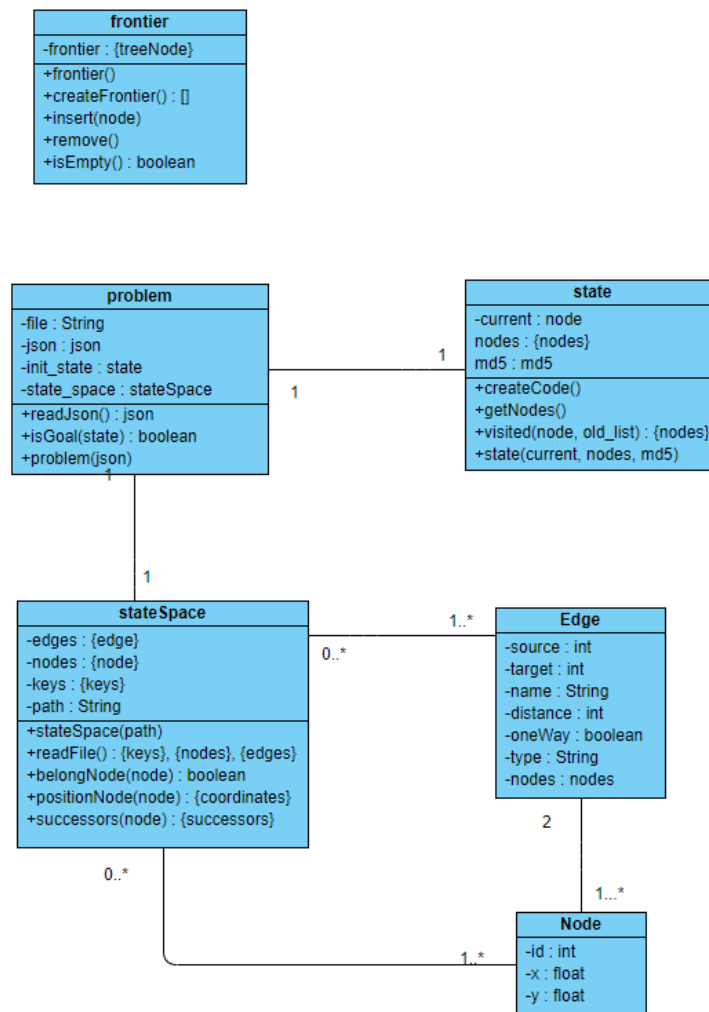 frontier
-frontier : {treeNode}
+frontier()
+createFrontier() : []
+insert(node)
+remove()
+isEmpty() : boolean
problem
-file : String
-json : json
-init_state : state
-state_space : stateSpace
+readJson() : json
+isGoal(state) : boolean
+problem(json)
1
1
1
state
-current : node
nodes : {nodes}
md5 : md5
+createCode()
+getNodes()
+visited(node, old_list) : {nodes}
+state(current, nodes, md5)
1
stateSpace
-edges : {edge}
-nodes : {node}
-keys : {keys}
-path : String
+stateSpace(path)
+readFile() : {keys}, {nodes}, {edges}
+belongNode(node) : boolean
+positionNode(node) : {coordinates}
+successors(node) : {successors}
0..*
1..*
Edge
-source : int
-target : int
-name : String
-distance : int
-oneWay : boolean
-type : String
-nodes : nodes
2
1...*
0..*
1..*
Node
-id : int
-x : float
-y : float